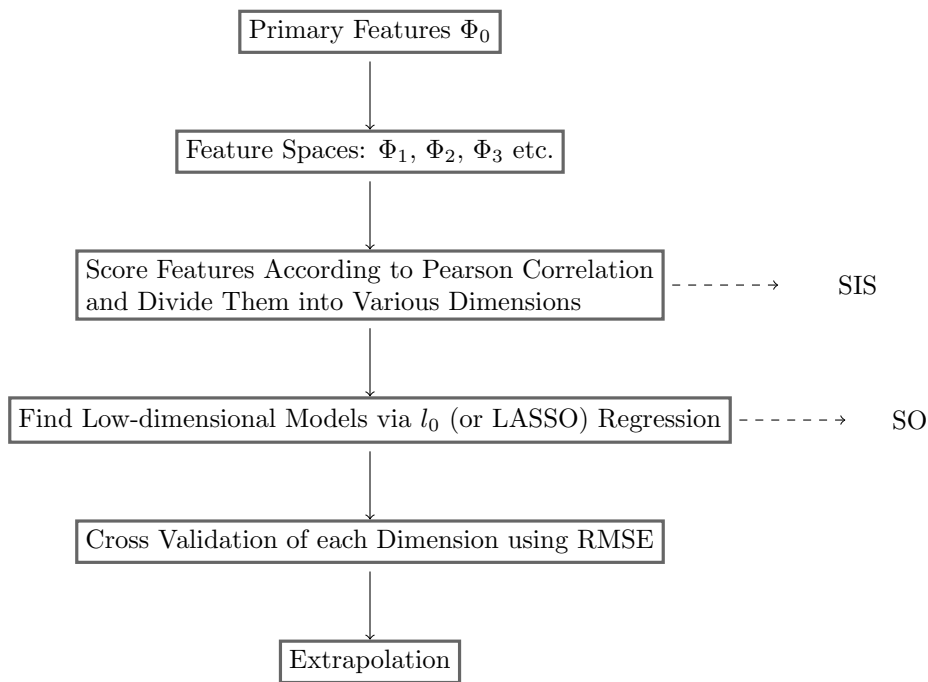 Primary Features Φ₀
Feature Spaces: Φ₁, Φ₂, Φ₃ etc.
Score Features According to Pearson Correlation
and Divide Them into Various Dimensions
SIS
Find Low-dimensional Models via l₀ (or LASSO) Regression
SO
Cross Validation of each Dimension using RMSE
Extrapolation